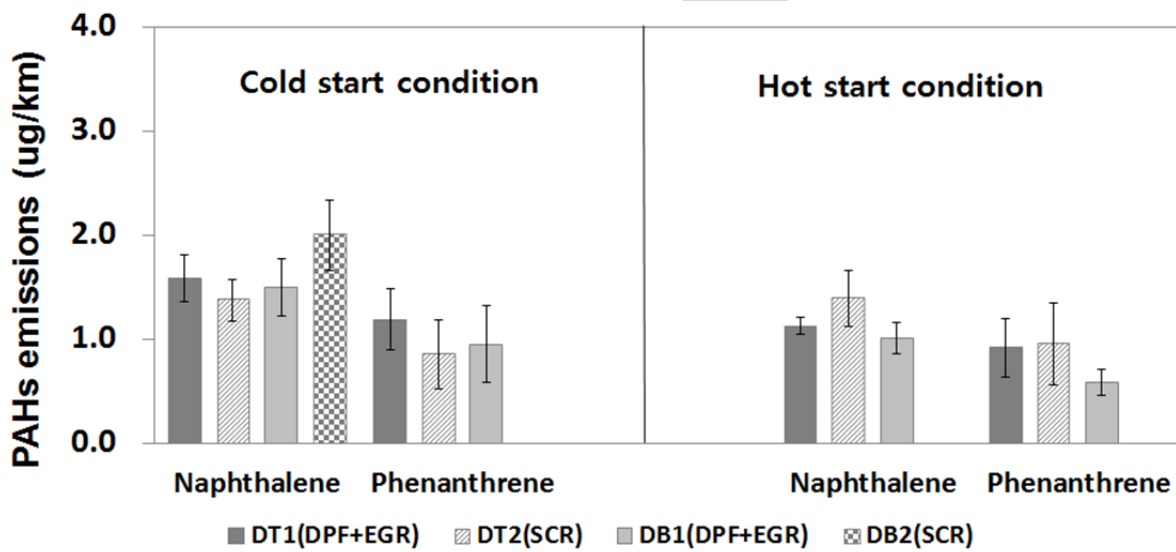 PAHs emissions (ug/km)
4.0
3.0
2.0
1.0
0.0
Cold start condition
Hot start condition
Naphthalene Phenanthrene Naphthalene Phenanthrene
DT1(DPF+EGR) DT2(SCR) DB1(DPF+EGR) DB2(SCR)